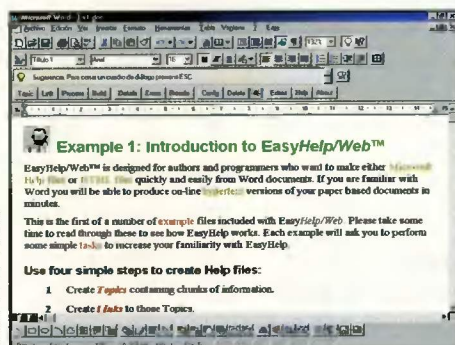 Microsoft Word - s1.doc
Archivo Edición Ver Insertar Formato Herramientas Tabla Ventana ?
Título 1 Arial 16
Sugerencia: Para cerrar un cuadro de diálogo presione ESC.
Topic Link Process Build Details Enums Config Delete Extras Help About
Example 1: Introduction to EasyHelp/Web™
EasyHelp/Web™ is designed for authors and programmers who want to make either Microsoft
Help files or HTML files quickly and easily from Word documents. If you are familiar with
Word you will be able to produce on-line hypertext versions of your paper based documents in
minutes.
This is the first of a number of example files included with EasyHelp/Web. Please take some
time to read through these to see how EasyHelp works. Each example will ask you to perform
some simple tasks to increase your familiarity with EasyHelp.
Use four simple steps to create Help files:
1 Create Topics containing chunks of information.
2 Create Links to those Topics.